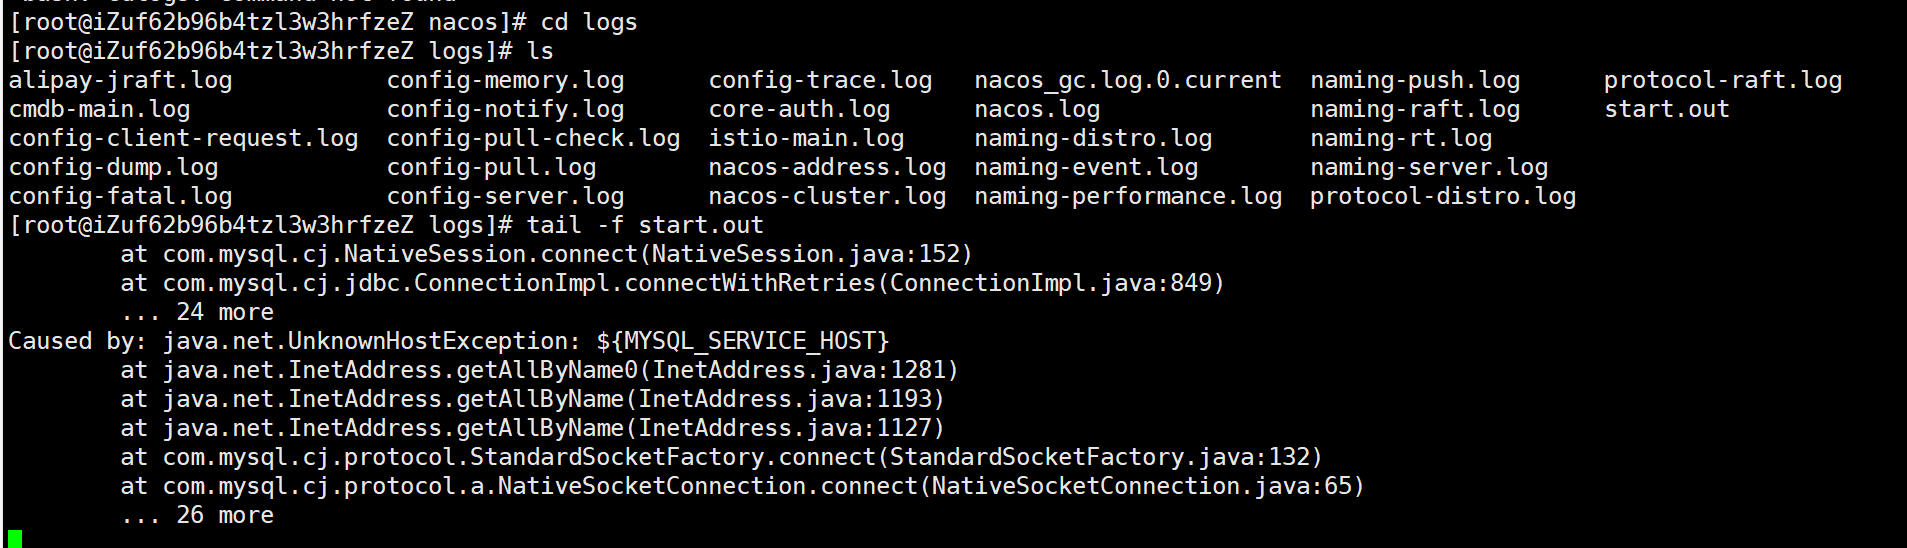 [root@iZuf62b96b4tzl3w3hrfzeZ nacos]# cd logs
[root@iZuf62b96b4tzl3w3hrfzeZ logs]# ls
alipay-jraft.log           config-memory.log      config-trace.log   nacos_gc.log.0.current  naming-push.log      protocol-raft.log
cmdb-main.log              config-notify.log      core-auth.log      nacos.log               naming-raft.log      start.out
config-client-request.log  config-pull-check.log  istio-main.log     naming-distro.log       naming-rt.log
config-dump.log            config-pull.log        nacos-address.log  naming-event.log        naming-server.log
config-fatal.log           config-server.log      nacos-cluster.log  naming-performance.log  protocol-distro.log
[root@iZuf62b96b4tzl3w3hrfzeZ logs]# tail -f start.out
        at com.mysql.cj.NativeSession.connect(NativeSession.java:152)
        at com.mysql.cj.jdbc.ConnectionImpl.connectWithRetries(ConnectionImpl.java:849)
        ... 24 more
Caused by: java.net.UnknownHostException: ${MYSQL_SERVICE_HOST}
        at java.net.InetAddress.getAllByName0(InetAddress.java:1281)
        at java.net.InetAddress.getAllByName(InetAddress.java:1193)
        at java.net.InetAddress.getAllByName(InetAddress.java:1127)
        at com.mysql.cj.protocol.StandardSocketFactory.connect(StandardSocketFactory.java:132)
        at com.mysql.cj.protocol.a.NativeSocketConnection.connect(NativeSocketConnection.java:65)
        ... 26 more